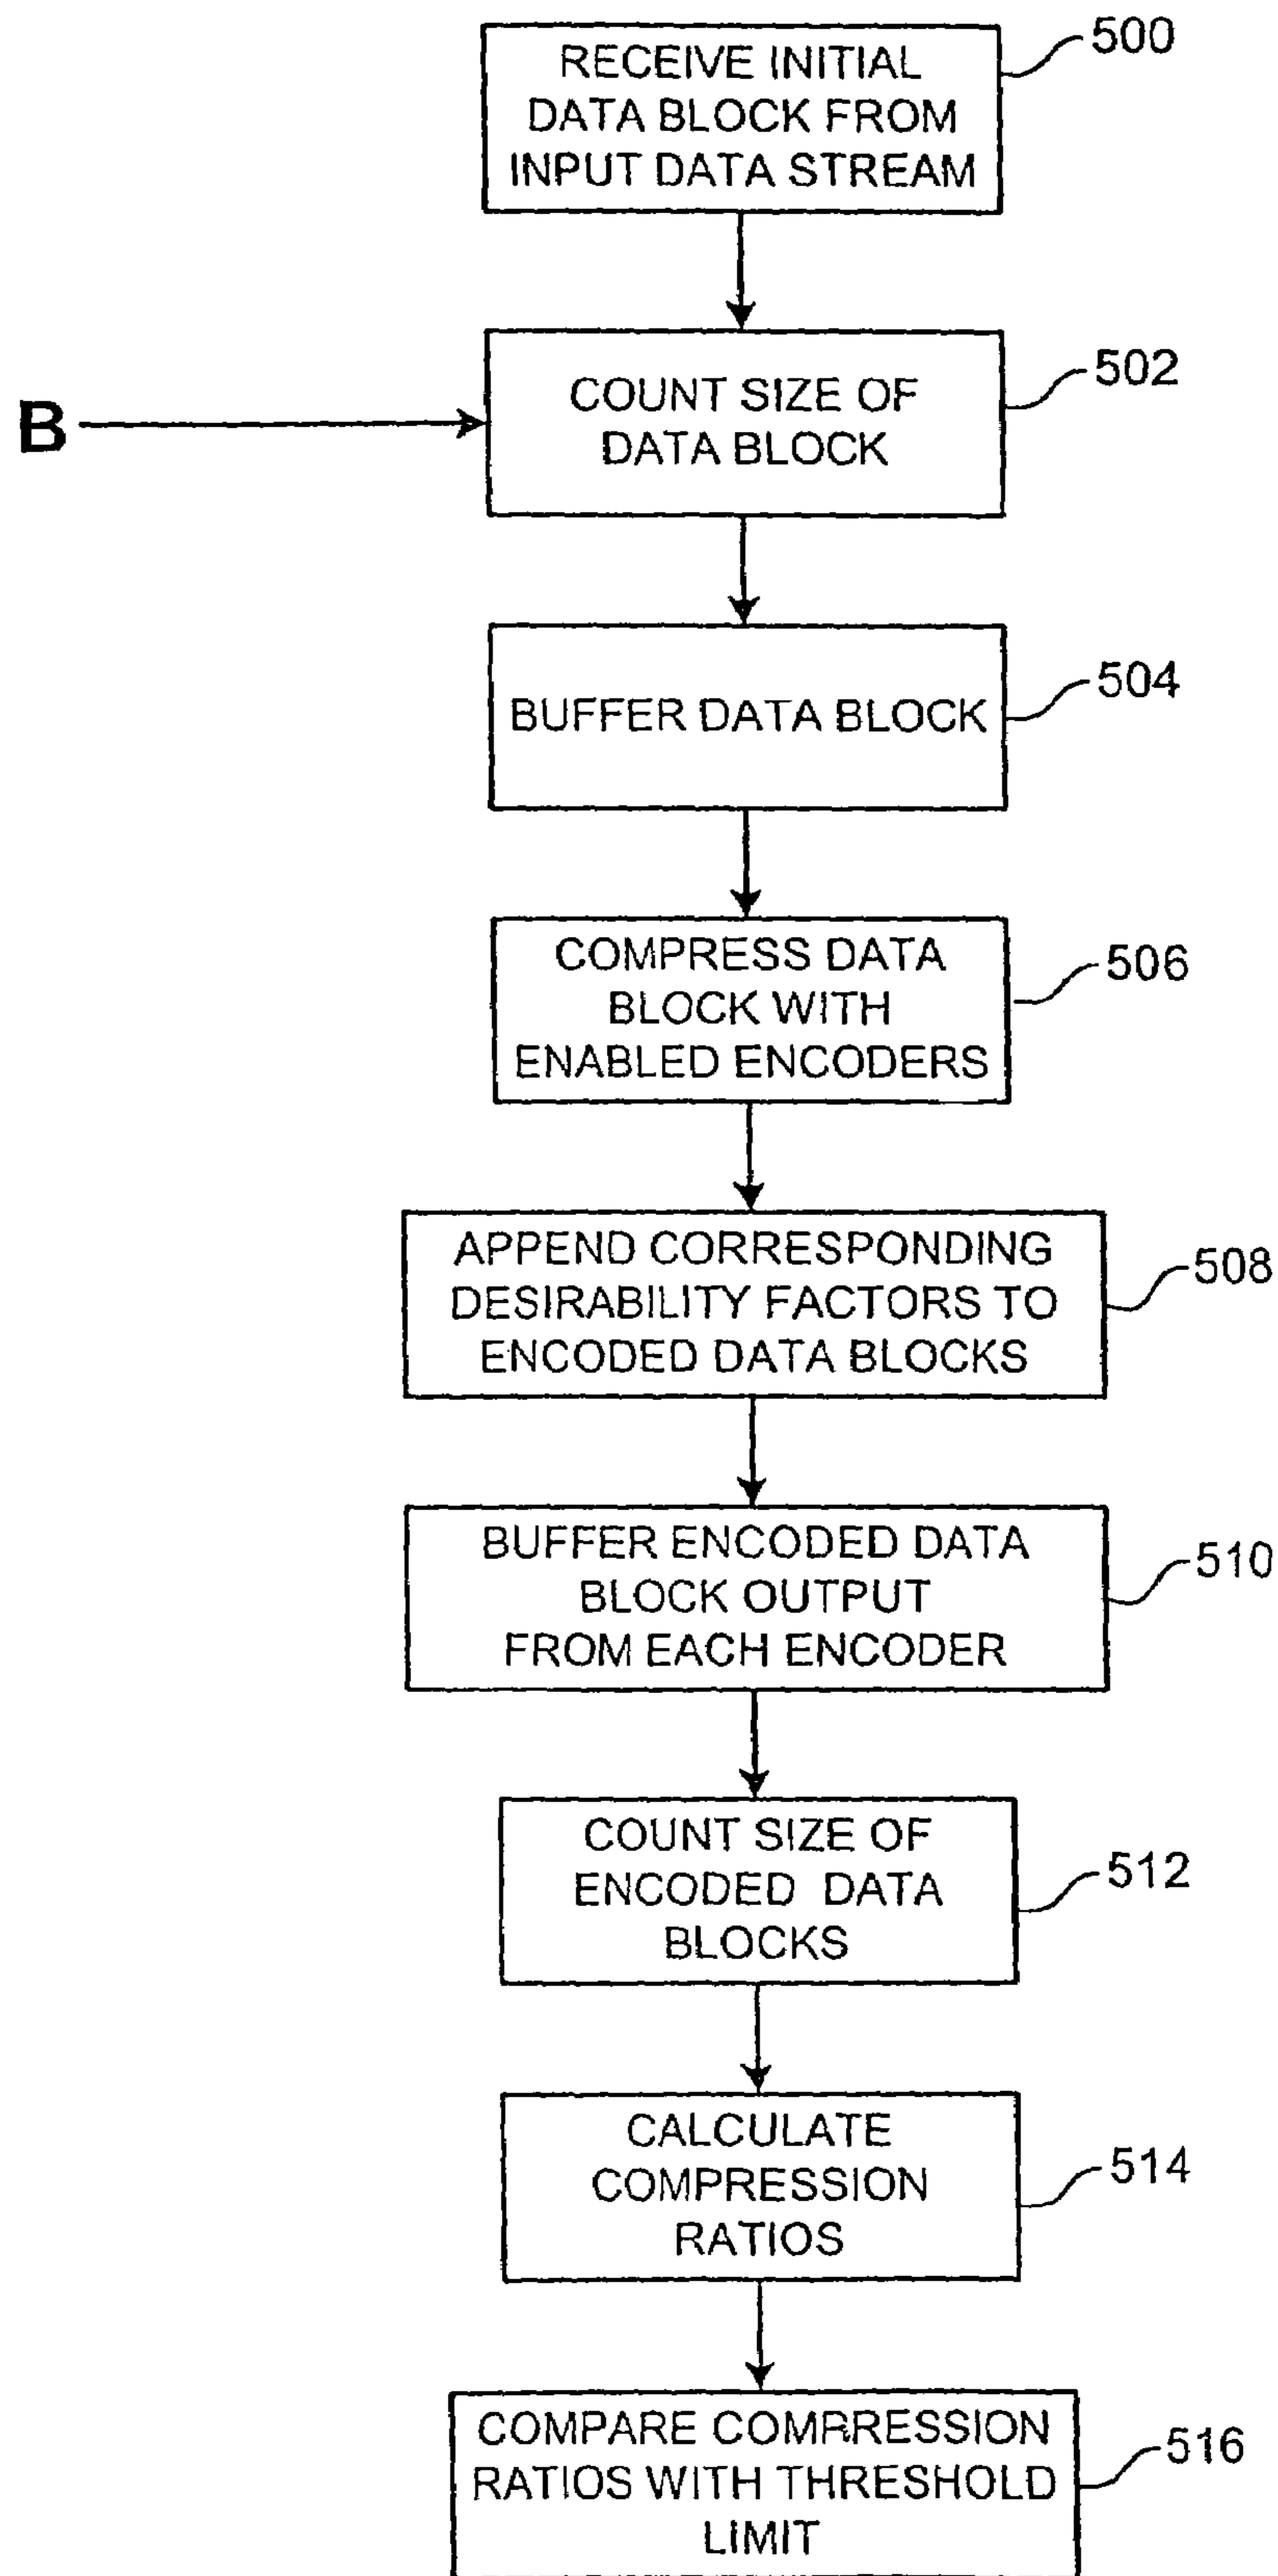 RECEIVE INITIAL
DATA BLOCK FROM
INPUT DATA STREAM
500
COUNT SIZE OF
DATA BLOCK
502
B
BUFFER DATA BLOCK
504
COMPRESS DATA
BLOCK WITH
ENABLED ENCODERS
506
APPEND CORRESPONDING
DESIRABILITY FACTORS TO
ENCODED DATA BLOCKS
508
BUFFER ENCODED DATA
BLOCK OUTPUT
FROM EACH ENCODER
510
COUNT SIZE OF
ENCODED DATA
BLOCKS
512
CALCULATE
COMPRESSION
RATIOS
514
COMPARE COMRRESSION
RATIOS WITH THRESHOLD
LIMIT
516